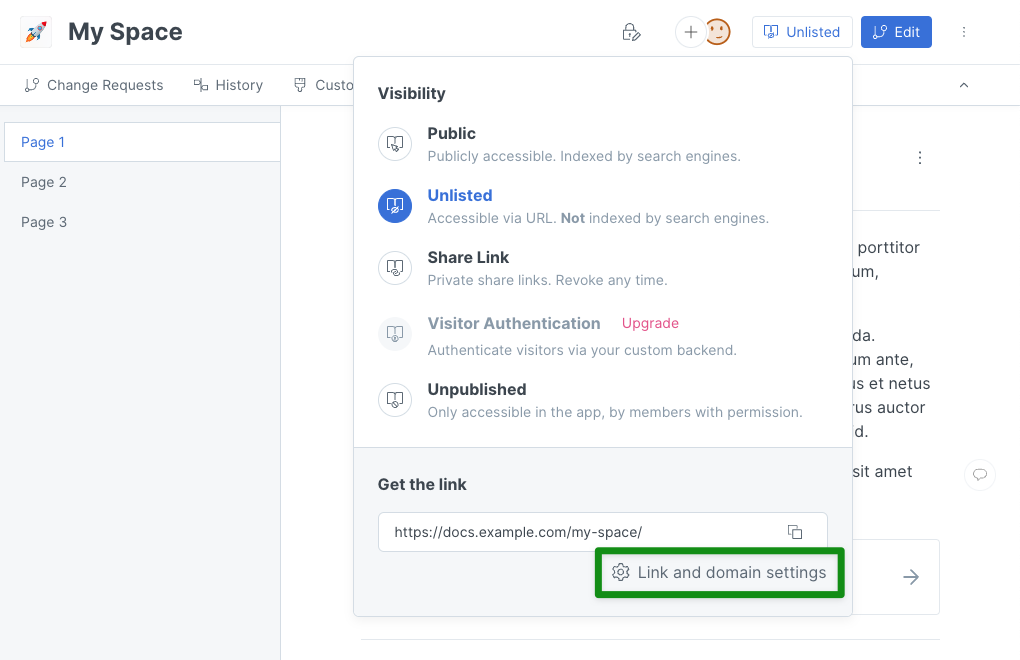 My Space
Unlisted
Edit
Change Requests
History
Custo
Page 1
Page 2
Page 3
Visibility
Public
Publicly accessible. Indexed by search engines.
Unlisted
Accessible via URL. Not indexed by search engines.
Share Link
Private share links. Revoke any time.
Visitor Authentication Upgrade
Authenticate visitors via your custom backend.
Unpublished
Only accessible in the app, by members with permission.
Get the link
https://docs.example.com/my-space/
Link and domain settings
porttitor
um,
da.
um ante,
us et netus
rus auctor
id.
sit amet